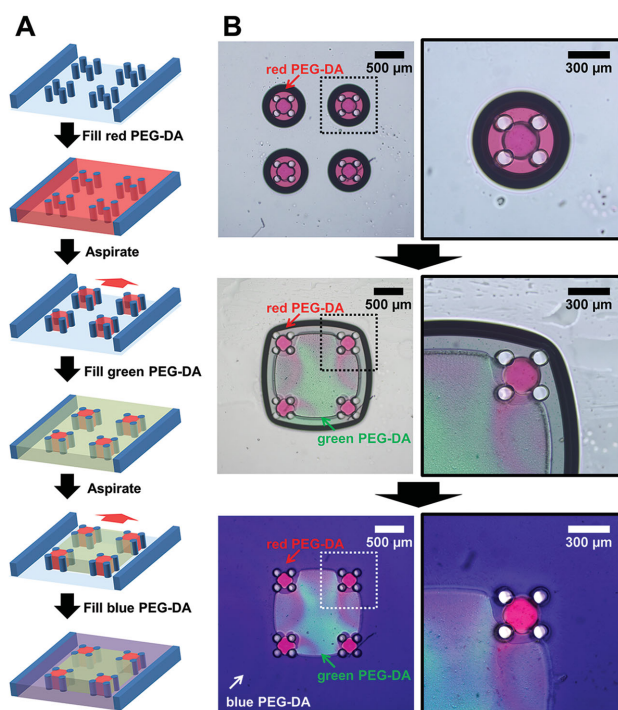 A
B
Fill red PEG-DA
Aspirate
Fill green PEG-DA
Aspirate
Fill blue PEG-DA
red PEG-DA
500 µm
300 µm
red PEG-DA
500 µm
300 µm
green PEG-DA
red PEG-DA
500 µm
300 µm
green PEG-DA
blue PEG-DA